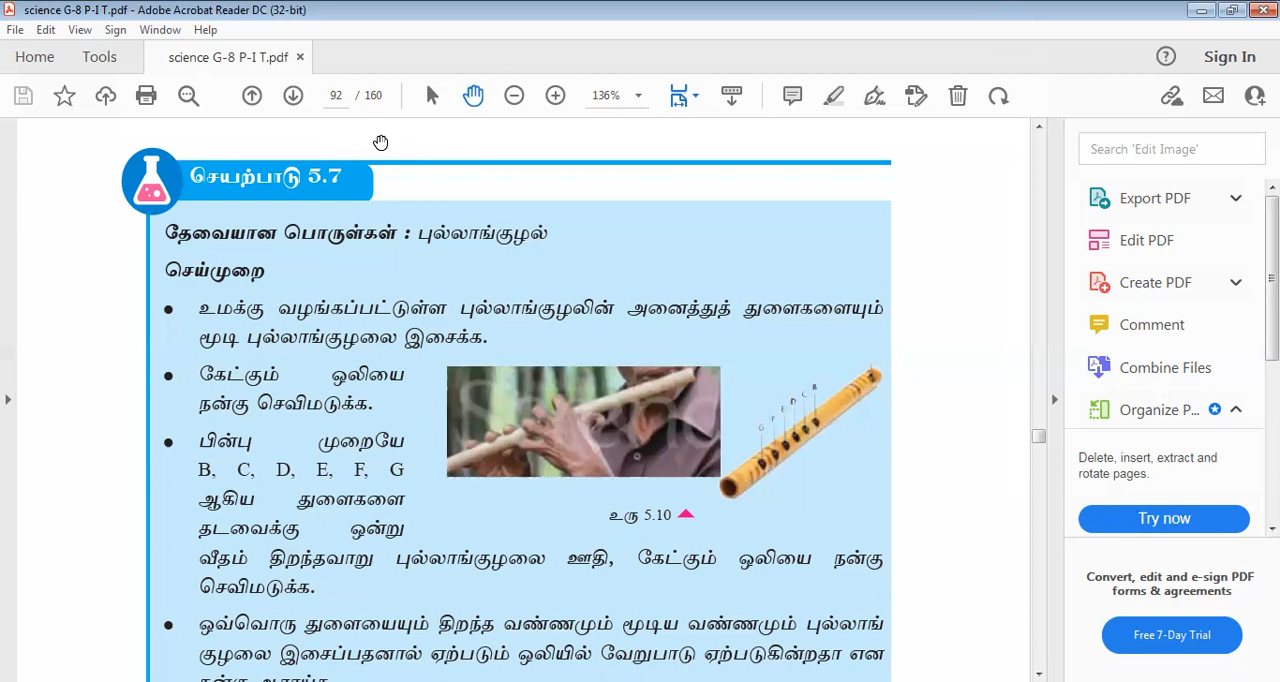 science G-8 P-I T.pdf - Adobe Acrobat Reader DC (32-bit)
File Edit View Sign Window Help
Home Tools science G-8 P-I T.pdf × Sign In
92 / 160 136%
செயற்பாடு 5.7
தேவையான பொருள்கள் : புல்லாங்குழல்
செய்முறை
• உமக்கு வழங்கப்பட்டுள்ள புல்லாங்குழலின் அனைத்துத் துளைகளையும்
மூடி புல்லாங்குழலை இசைக்க.
• கேட்கும் ஒலியை
நன்கு செவிமடுக்க.
• பின்பு முறையே
B, C, D, E, F, G
ஆகிய துளைகளை
தடவைக்கு ஒன்று
வீதம் திறந்தவாறு புல்லாங்குழலை ஊதி, கேட்கும் ஒலியை நன்கு
செவிமடுக்க.
G F E D C B
உரு 5.10
• ஒவ்வொரு துளையையும் திறந்த வண்ணமும் மூடிய வண்ணமும் புல்லாங்
குழலை இசைப்பதனால் ஏற்படும் ஒலியில் வேறுபாடு ஏற்படுகின்றதா என
Search 'Edit Image'
Export PDF
Edit PDF
Create PDF
Comment
Combine Files
Organize P...
Delete, insert, extract and
rotate pages.
Try now
Convert, edit and e-sign PDF
forms & agreements
Free 7-Day Trial